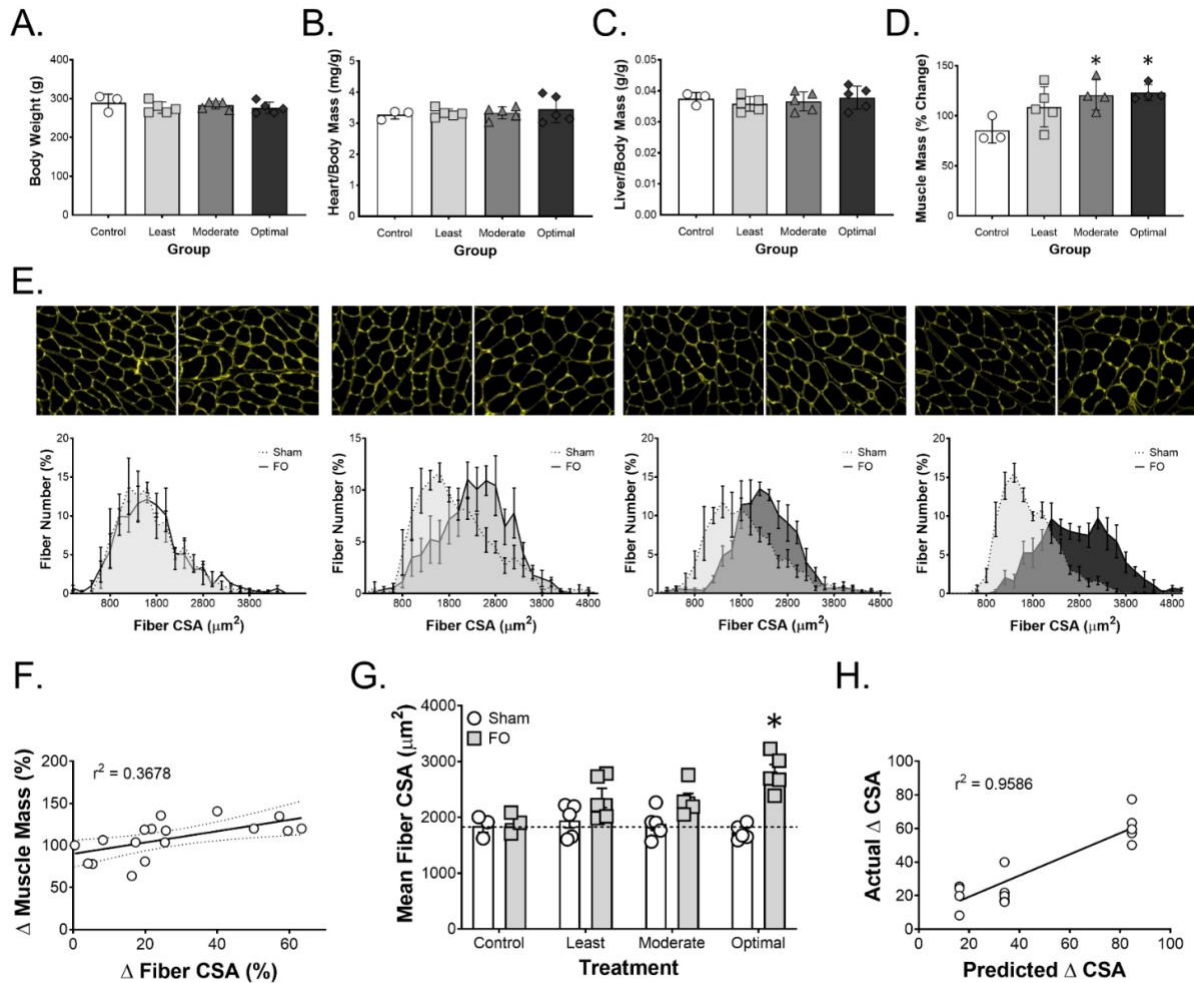 A.
B.
C.
D.
Body Weight (g)
400
300
200
100
0
Control Least Moderate Optimal
Group
Heart/Body Mass (mg/g)
5
4
3
2
1
0
Control Least Moderate Optimal
Group
Liver/Body Mass (g/g)
0.05
0.04
0.03
0.02
0.01
0.00
Control Least Moderate Optimal
Group
Muscle Mass (% Change)
150
100
50
0
* *
Control Least Moderate Optimal
Group
E.
Fiber Number (%)
20
15
10
5
Sham
FO
800 1800 2800 3800 4800
Fiber CSA (μm²)
Fiber Number (%)
15
10
5
Sham
FO
800 1800 2800 3800 4800
Fiber CSA (μm²)
Fiber Number (%)
20
15
10
5
Sham
FO
800 1800 2800 3800 4800
Fiber CSA (μm²)
Fiber Number (%)
20
15
10
5
Sham
FO
800 1800 2800 3800 4800
Fiber CSA (μm²)
F.
Δ Muscle Mass (%)
200
150
100
50
0
r² = 0.3678
0 20 40 60
Δ Fiber CSA (%)
G.
Mean Fiber CSA (μm²)
4000
3000
2000
1000
0
Sham
FO
*
Control Least Moderate Optimal
Treatment
H.
Actual Δ CSA
100
80
60
40
20
0
r² = 0.9586
0 20 40 60 80 100
Predicted Δ CSA